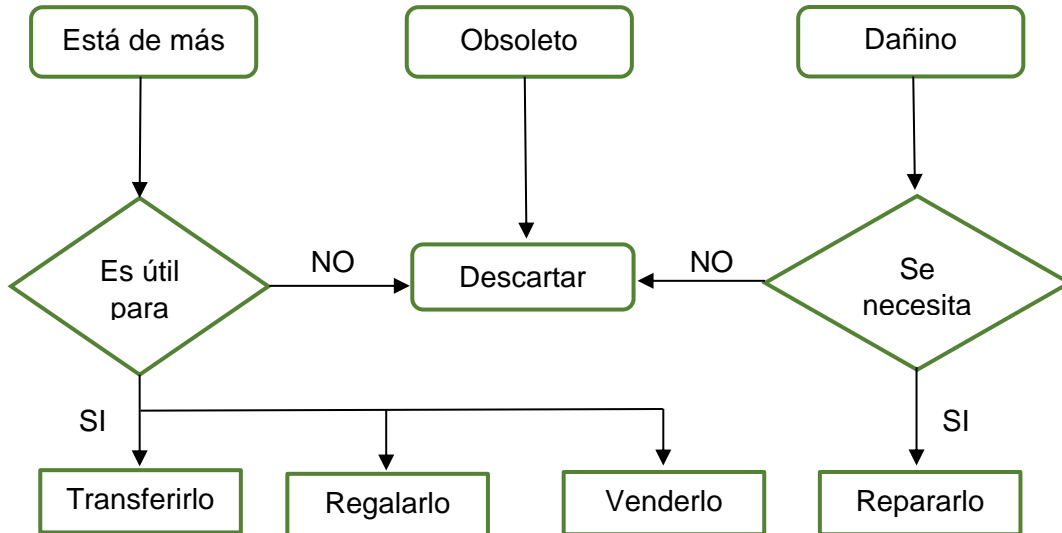 Está de más
Obsoleto
Dañino
Es útil
para
NO
Descartar
NO
Se
necesita
SI
SI
Transferirlo
Regalarlo
Venderlo
Repararlo